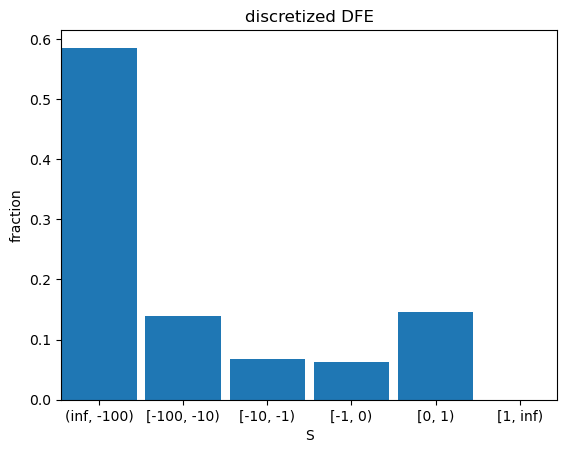 discretized DFE
0.6
0.5
0.4
0.3
0.2
0.1
0.0
fraction
(inf, -100) [-100, -10) [-10, -1) [-1, 0) [0, 1) [1, inf)
S